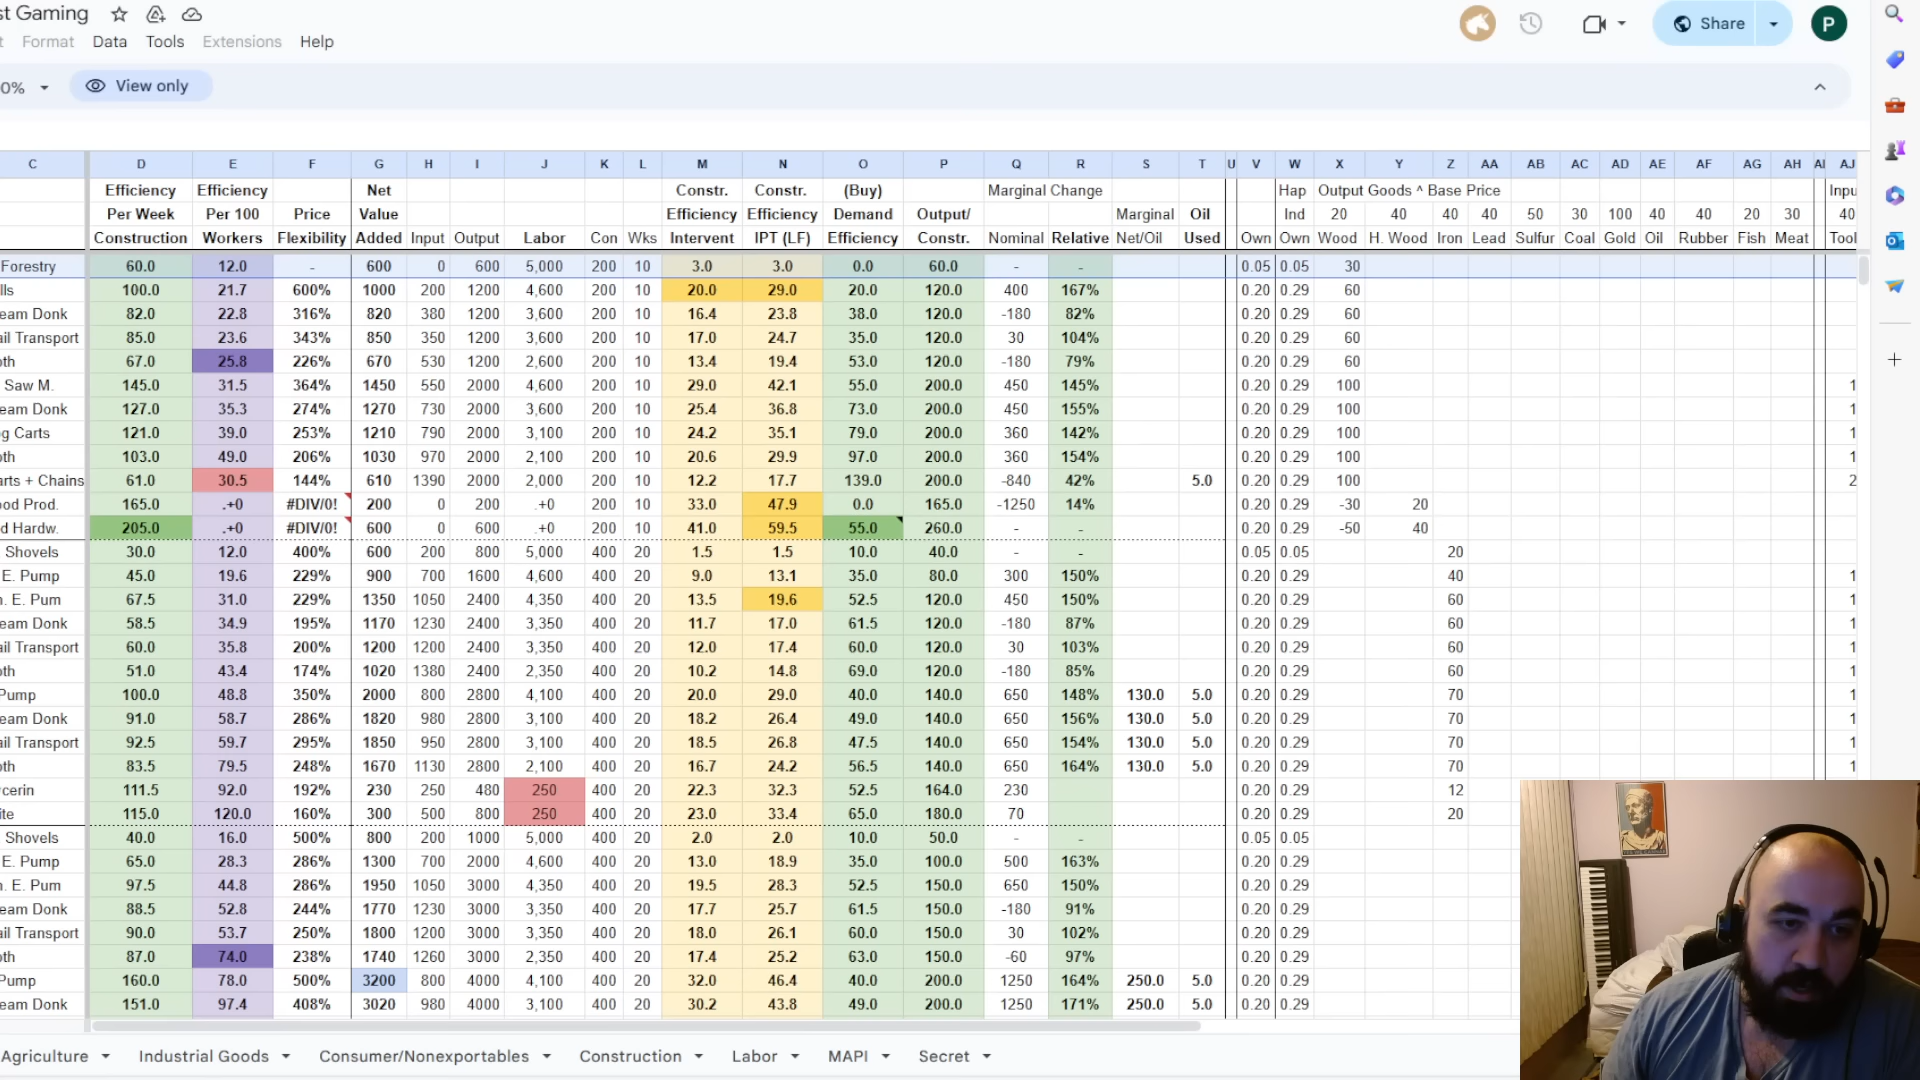 st Gaming
Format Data Tools Extensions Help
Share
P
0% View only
C D E F G H I J K L M N O P Q R S T U V W X Y Z AA AB AC AD AE AF AG AH AI AJ
Efficiency Efficiency Net Constr. Constr. (Buy) Marginal Change Hap Output Goods ^ Base Price Inpu
Per Week Per 100 Price Value Efficiency Efficiency Demand Output/ Marginal Oil Ind 20 40 40 40 50 30 100 40 40 20 30 40
Construction Workers Flexibility Added Input Output Labor Con Wks Intervent IPT (LF) Efficiency Constr. Nominal Relative Net/Oil Used Own Own Wood H. Wood Iron Lead Sulfur Coal Gold Oil Rubber Fish Meat Tool
Forestry 60.0 12.0 - 600 0 600 5,000 200 10 3.0 3.0 0.0 60.0 - - 0.05 0.05 30
lls 100.0 21.7 600% 1000 200 1200 4,600 200 10 20.0 29.0 20.0 120.0 400 167% 0.20 0.29 60
eam Donk 82.0 22.8 316% 820 380 1200 3,600 200 10 16.4 23.8 38.0 120.0 -180 82% 0.20 0.29 60
ail Transport 85.0 23.6 343% 850 350 1200 3,600 200 10 17.0 24.7 35.0 120.0 30 104% 0.20 0.29 60
oth 67.0 25.8 226% 670 530 1200 2,600 200 10 13.4 19.4 53.0 120.0 -180 79% 0.20 0.29 60
Saw M. 145.0 31.5 364% 1450 550 2000 4,600 200 10 29.0 42.1 55.0 200.0 450 145% 0.20 0.29 100 1
eam Donk 127.0 35.3 274% 1270 730 2000 3,600 200 10 25.4 36.8 73.0 200.0 450 155% 0.20 0.29 100 1
g Carts 121.0 39.0 253% 1210 790 2000 3,100 200 10 24.2 35.1 79.0 200.0 360 142% 0.20 0.29 100 1
oth 103.0 49.0 206% 1030 970 2000 2,100 200 10 20.6 29.9 97.0 200.0 360 154% 0.20 0.29 100 1
arts + Chains 61.0 30.5 144% 610 1390 2000 2,000 200 10 12.2 17.7 139.0 200.0 -840 42% 5.0 0.20 0.29 100 2
ood Prod. 165.0 .+0 #DIV/0! 200 0 200 .+0 200 10 33.0 47.9 0.0 165.0 -1250 14% 0.20 0.29 -30 20
d Hardw. 205.0 .+0 #DIV/0! 600 0 600 .+0 200 10 41.0 59.5 55.0 260.0 - - 0.20 0.29 -50 40
Shovels 30.0 12.0 400% 600 200 800 5,000 400 20 1.5 1.5 10.0 40.0 - - 0.05 0.05 20
E. Pump 45.0 19.6 229% 900 700 1600 4,600 400 20 9.0 13.1 35.0 80.0 300 150% 0.20 0.29 40 1
n. E. Pum 67.5 31.0 229% 1350 1050 2400 4,350 400 20 13.5 19.6 52.5 120.0 450 150% 0.20 0.29 60 1
eam Donk 58.5 34.9 195% 1170 1230 2400 3,350 400 20 11.7 17.0 61.5 120.0 -180 87% 0.20 0.29 60 1
ail Transport 60.0 35.8 200% 1200 1200 2400 3,350 400 20 12.0 17.4 60.0 120.0 30 103% 0.20 0.29 60 1
oth 51.0 43.4 174% 1020 1380 2400 2,350 400 20 10.2 14.8 69.0 120.0 -180 85% 0.20 0.29 60 1
Pump 100.0 48.8 350% 2000 800 2800 4,100 400 20 20.0 29.0 40.0 140.0 650 148% 130.0 5.0 0.20 0.29 70 1
eam Donk 91.0 58.7 286% 1820 980 2800 3,100 400 20 18.2 26.4 49.0 140.0 650 156% 130.0 5.0 0.20 0.29 70 1
ail Transport 92.5 59.7 295% 1850 950 2800 3,100 400 20 18.5 26.8 47.5 140.0 650 154% 130.0 5.0 0.20 0.29 70 1
oth 83.5 79.5 248% 1670 1130 2800 2,100 400 20 16.7 24.2 56.5 140.0 650 164% 130.0 5.0 0.20 0.29 70 1
cerin 111.5 92.0 192% 230 250 480 250 400 20 22.3 32.3 52.5 164.0 230 0.20 0.29 12
ite 115.0 120.0 160% 300 500 800 250 400 20 23.0 33.4 65.0 180.0 70 0.20 0.29 20
Shovels 40.0 16.0 500% 800 200 1000 5,000 400 20 2.0 2.0 10.0 50.0 - - 0.05 0.05
E. Pump 65.0 28.3 286% 1300 700 2000 4,600 400 20 13.0 18.9 35.0 100.0 500 163% 0.20 0.29
n. E. Pum 97.5 44.8 286% 1950 1050 3000 4,350 400 20 19.5 28.3 52.5 150.0 650 150% 0.20 0.29
eam Donk 88.5 52.8 244% 1770 1230 3000 3,350 400 20 17.7 25.7 61.5 150.0 -180 91% 0.20 0.29
ail Transport 90.0 53.7 250% 1800 1200 3000 3,350 400 20 18.0 26.1 60.0 150.0 30 102% 0.20 0.29
oth 87.0 74.0 238% 1740 1260 3000 2,350 400 20 17.4 25.2 63.0 150.0 -60 97% 0.20 0.29
Pump 160.0 78.0 500% 3200 800 4000 4,100 400 20 32.0 46.4 40.0 200.0 1250 164% 250.0 5.0 0.20 0.29
eam Donk 151.0 97.4 408% 3020 980 4000 3,100 400 20 30.2 43.8 49.0 200.0 1250 171% 250.0 5.0 0.20 0.29
Agriculture Industrial Goods Consumer/Nonexportables Construction Labor MAPI Secret